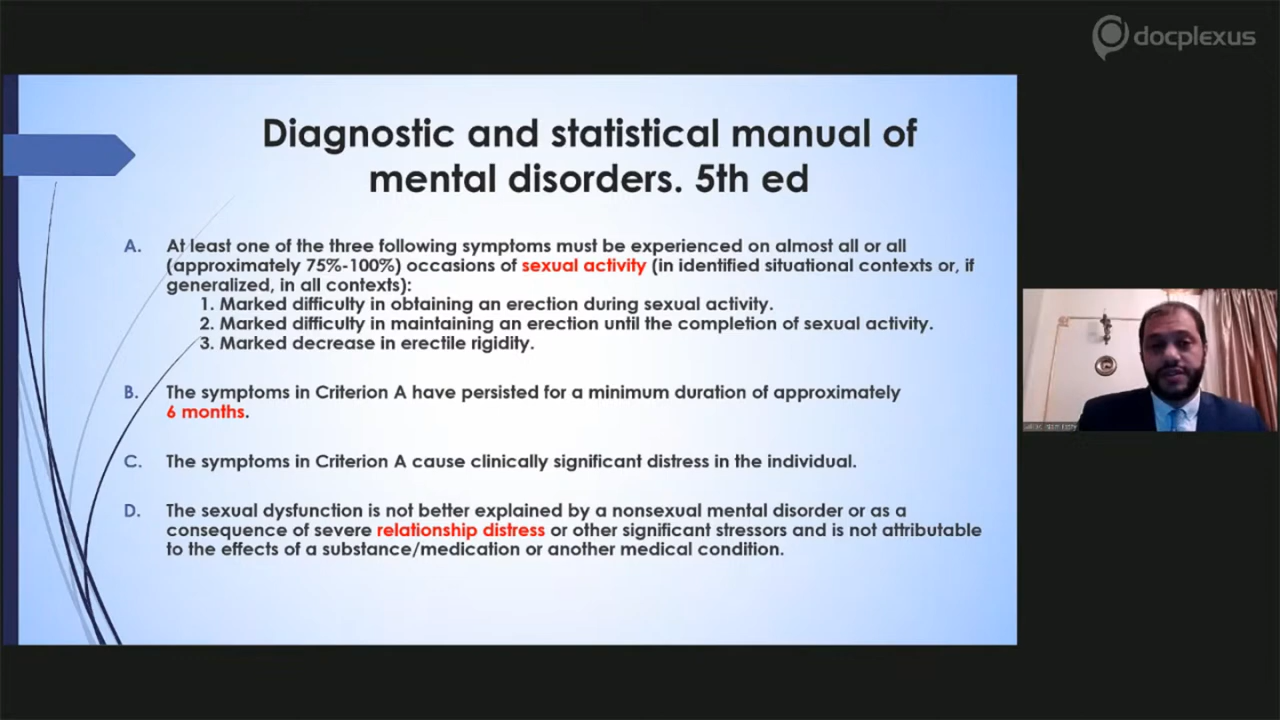 docplexus
Diagnostic and statistical manual of
mental disorders. 5th ed
A. At least one of the three following symptoms must be experienced on almost all or all
(approximately 75%-100%) occasions of sexual activity (in identified situational contexts or, if
generalized, in all contexts):
1. Marked difficulty in obtaining an erection during sexual activity.
2. Marked difficulty in maintaining an erection until the completion of sexual activity.
3. Marked decrease in erectile rigidity.
B. The symptoms in Criterion A have persisted for a minimum duration of approximately
6 months.
C. The symptoms in Criterion A cause clinically significant distress in the individual.
D. The sexual dysfunction is not better explained by a nonsexual mental disorder or as a
consequence of severe relationship distress or other significant stressors and is not attributable
to the effects of a substance/medication or another medical condition.